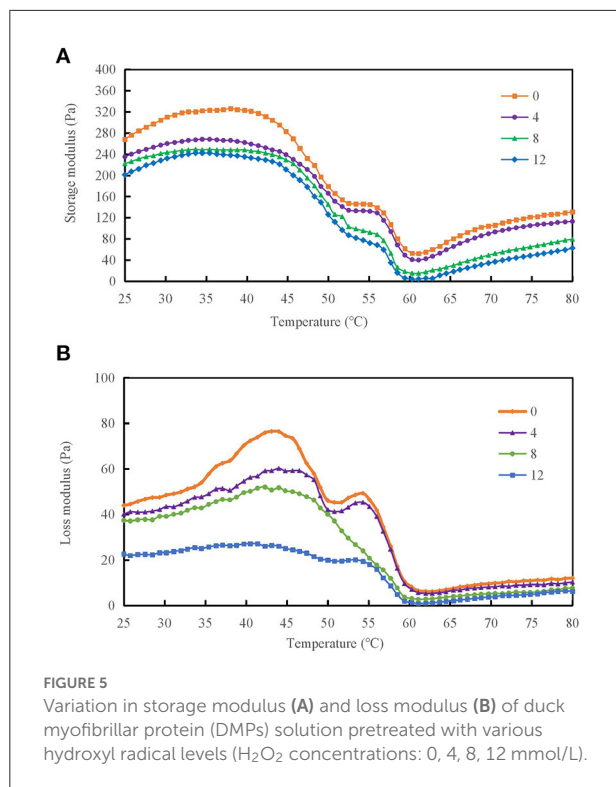 A
400
360
320
280
240
200
160
120
80
40
0
Storage modulus (Pa)
0
4
8
12
25 30 35 40 45 50 55 60 65 70 75 80
Temperature (°C)
B
100
80
60
40
20
0
Loss modulus (Pa)
0
4
8
12
25 30 35 40 45 50 55 60 65 70 75 80
Temperature (°C)
FIGURE 5
Variation in storage modulus (A) and loss modulus (B) of duck
myofibrillar protein (DMPs) solution pretreated with various
hydroxyl radical levels (H₂O₂ concentrations: 0, 4, 8, 12 mmol/L).